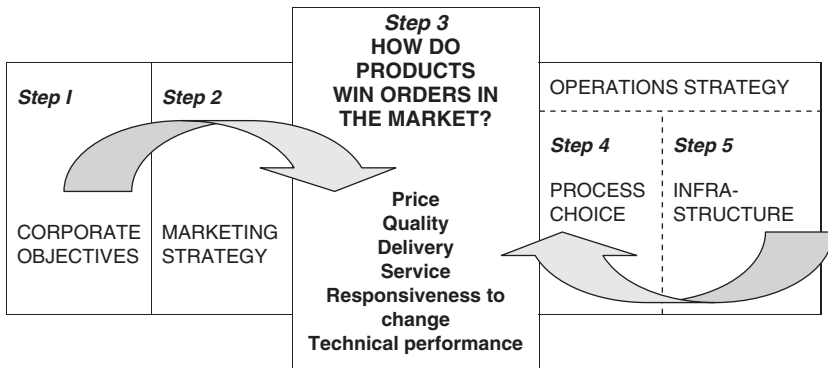 Step I
CORPORATE
OBJECTIVES
Step 2
MARKETING
STRATEGY
Step 3
HOW DO
PRODUCTS
WIN ORDERS IN
THE MARKET?
Price
Quality
Delivery
Service
Responsiveness to
change
Technical performance
OPERATIONS STRATEGY
Step 4
PROCESS
CHOICE
Step 5
INFRA-
STRUCTURE